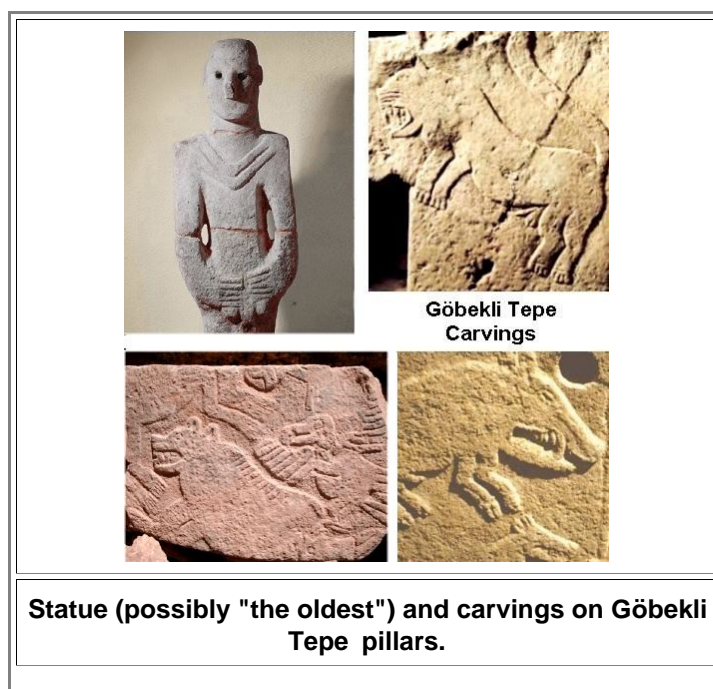 Göbekli Tepe
Carvings
Statue (possibly "the oldest") and carvings on Göbekli
Tepe pillars.